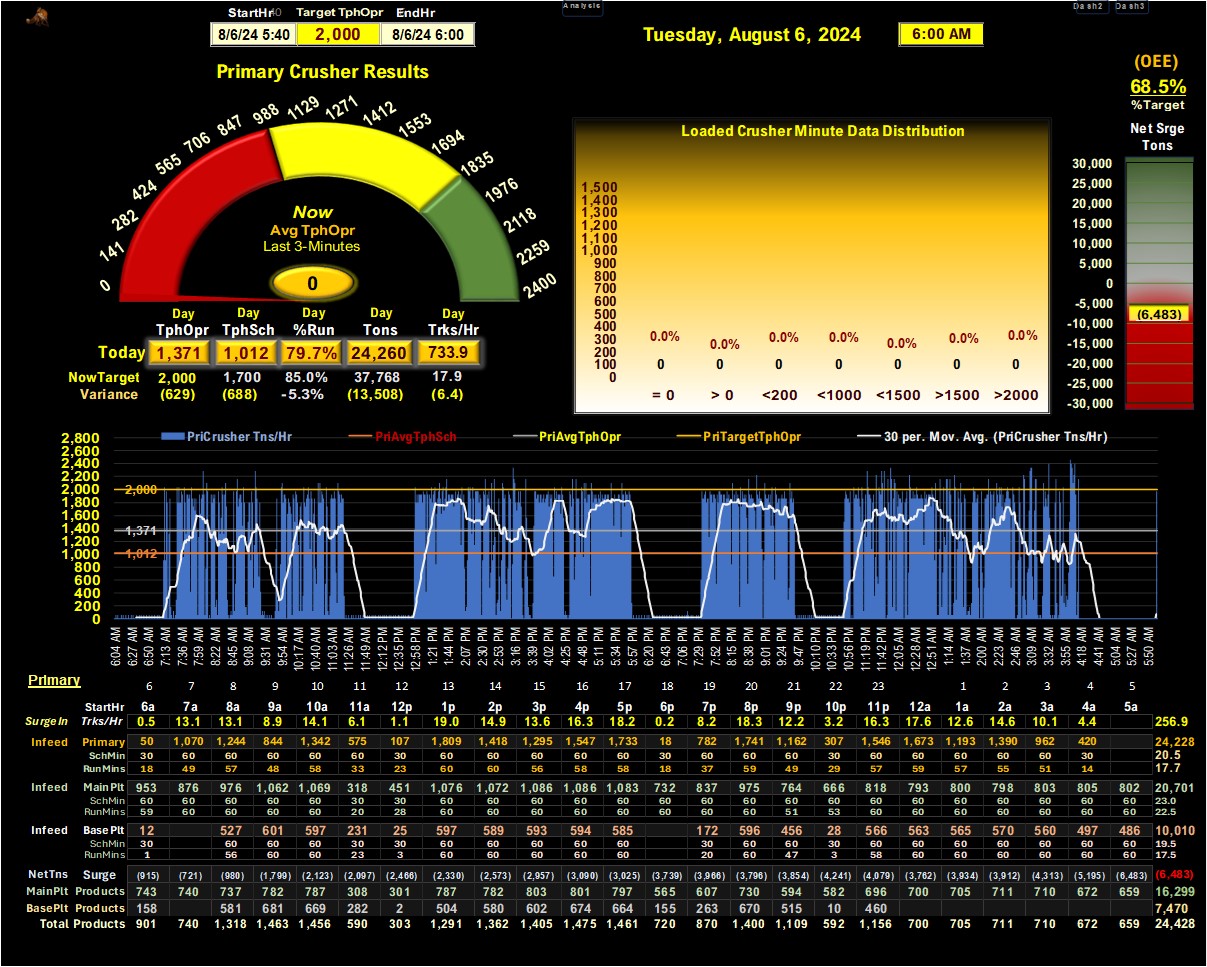 Analysis
Dash2 Dash3
StartHr Target TphOpr EndHr
8/6/24 5:40 2,000 8/6/24 6:00
Tuesday, August 6, 2024 6:00 AM
Primary Crusher Results
0 141 282 424 565 706 847 988 1129 1271 1412 1553 1694 1835 1976 2118 2259 2400
Now
Avg TphOpr
Last 3-Minutes
0
Day Day Day Day Day
TphOpr TphSch %Run Tons Trks/Hr
Today 1,371 1,012 79.7% 24,260 733.9
NowTarget 2,000 1,700 85.0% 37,768 17.9
Variance (629) (688) -5.3% (13,508) (6.4)
Loaded Crusher Minute Data Distribution
1,500
1,400
1,300
1,200
1,100
1,000
900
800
700
600
500
400
300
200
100
0
0.0% 0.0% 0.0% 0.0% 0.0% 0.0% 0.0%
0 0 0 0 0 0 0
= 0 > 0 <200 <1000 <1500 >1500 >2000
(OEE)
68.5%
%Target
Net Srge
Tons
30,000
25,000
20,000
15,000
10,000
5,000
0
-5,000
(6,483)
-10,000
-15,000
-20,000
-25,000
-30,000
PriCrusher Tns/Hr PriAvgTphSch PriAvgTphOpr PriTargetTphOpr 30 per. Mov. Avg. (PriCrusher Tns/Hr)
2,800
2,600
2,400
2,200
2,000
1,800
1,600
1,400
1,200
1,000
800
600
400
200
0
2,000
1,371
1,012
6:04 AM 6:27 AM 6:50 AM 7:13 AM 7:36 AM 7:59 AM 8:22 AM 8:45 AM 9:08 AM 9:31 AM 9:54 AM 10:17 AM 10:40 AM 11:03 AM 11:26 AM 11:49 AM 12:12 PM 12:35 PM 12:58 PM 1:21 PM 1:44 PM 2:07 PM 2:30 PM 2:53 PM 3:16 PM 3:39 PM 4:02 PM 4:25 PM 4:48 PM 5:11 PM 5:34 PM 5:57 PM 6:20 PM 6:43 PM 7:06 PM 7:29 PM 7:52 PM 8:15 PM 8:38 PM 9:01 PM 9:24 PM 9:47 PM 10:10 PM 10:33 PM 10:56 PM 11:19 PM 11:42 PM 12:05 AM 12:28 AM 12:51 AM 1:14 AM 1:37 AM 2:00 AM 2:23 AM 2:46 AM 3:09 AM 3:32 AM 3:55 AM 4:18 AM 4:41 AM 5:04 AM 5:27 AM 5:50 AM
Primary
6 7 8 9 10 11 12 13 14 15 16 17 18 19 20 21 22 23 1 2 3 4 5
StartHr 6a 7a 8a 9a 10a 11a 12p 1p 2p 3p 4p 5p 6p 7p 8p 9p 10p 11p 12a 1a 2a 3a 4a 5a
SurgeIn Trks/Hr 0.5 13.1 13.1 8.9 14.1 6.1 1.1 19.0 14.9 13.6 16.3 18.2 0.2 8.2 18.3 12.2 3.2 16.3 17.6 12.6 14.6 10.1 4.4 256.9
Infeed Primary 50 1,070 1,244 844 1,342 575 107 1,809 1,418 1,295 1,547 1,733 18 782 1,741 1,162 307 1,546 1,673 1,193 1,390 962 420 24,228
SchMin 30 60 60 60 60 30 30 60 60 60 60 60 30 60 60 60 30 60 60 60 60 60 30 20.5
RunMins 18 49 57 48 58 33 23 60 60 56 58 58 18 37 59 49 29 57 59 57 55 51 14 17.7
Infeed MainPlt 953 876 976 1,062 1,069 318 451 1,076 1,072 1,086 1,086 1,083 732 837 975 764 666 818 793 800 798 803 805 802 20,701
SchMin 60 60 60 60 60 30 30 60 60 60 60 60 60 60 60 60 60 60 60 60 60 60 60 60 23.0
RunMins 59 60 60 60 60 20 28 60 60 60 60 60 60 60 60 51 53 60 60 60 60 60 60 60 22.5
Infeed BasePlt 12 527 601 597 231 25 597 589 593 594 585 172 596 456 28 566 563 565 570 560 497 486 10,010
SchMin 30 60 60 60 30 30 60 60 60 60 60 30 60 60 30 60 60 60 60 60 60 60 19.5
RunMins 1 56 60 60 23 3 60 60 60 60 60 20 60 47 3 58 60 60 60 60 60 60 17.5
NetTns Surge (915) (721) (980) (1,799) (2,123) (2,097) (2,466) (2,330) (2,573) (2,957) (3,090) (3,025) (3,739) (3,966) (3,796) (3,854) (4,241) (4,079) (3,762) (3,934) (3,912) (4,313) (5,195) (6,483) (6,483)
MainPlt Products 743 740 737 782 787 308 301 787 782 803 801 797 565 607 730 594 582 696 700 705 711 710 672 659 16,299
BasePlt Products 158 581 681 669 282 2 504 580 602 674 664 155 263 670 515 10 460 7,470
Total Products 901 740 1,318 1,463 1,456 590 303 1,291 1,362 1,405 1,475 1,461 720 870 1,400 1,109 592 1,156 700 705 711 710 672 659 24,428